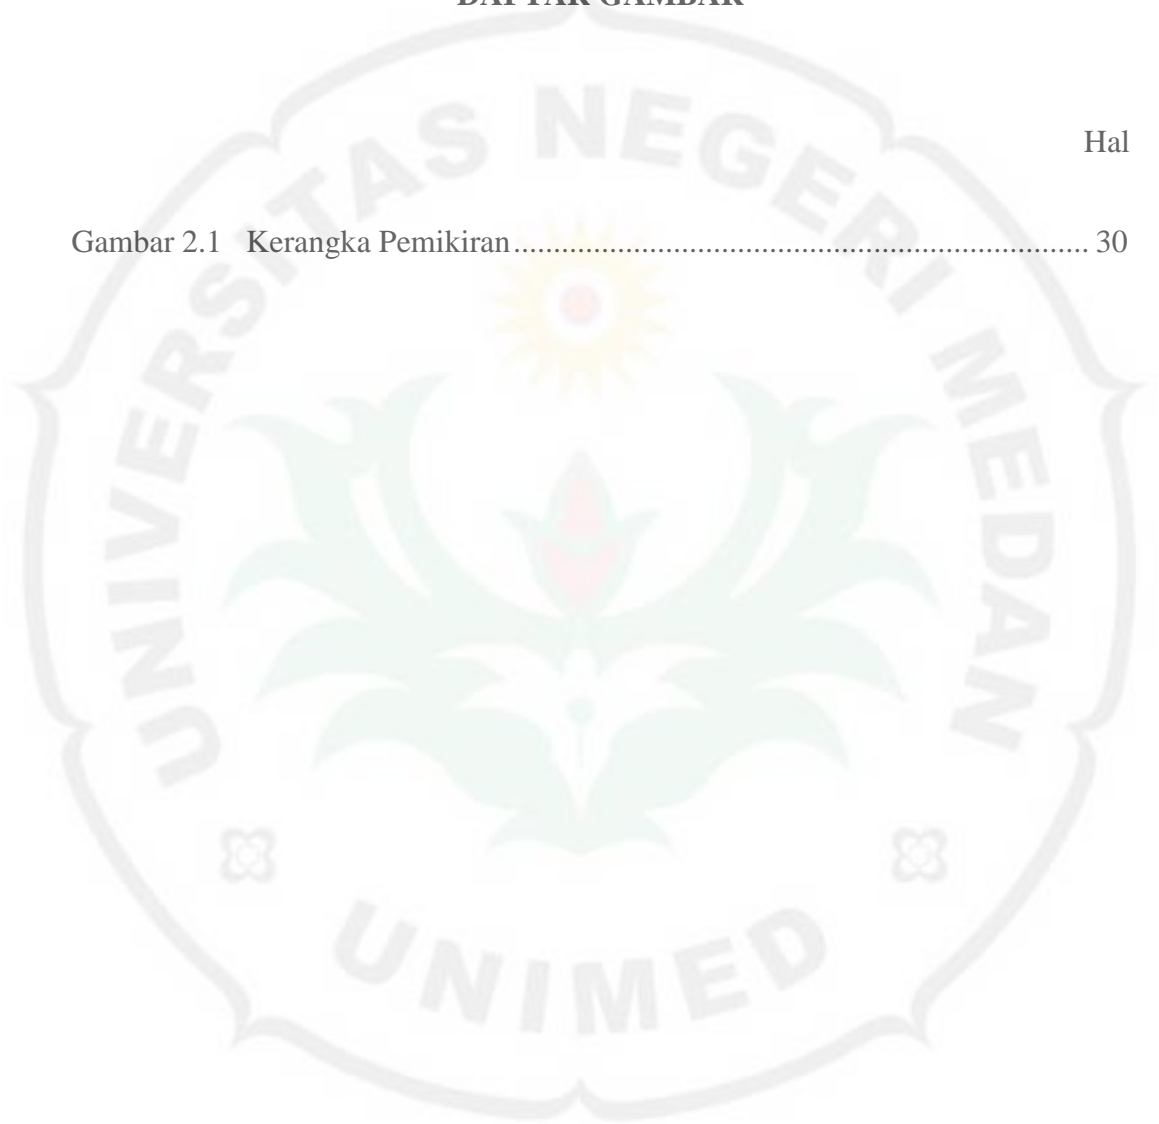 DAFTAR GAMBAR
Hal
Gambar 2.1 Kerangka Pemikiran........................................................................ 30
UNIVERSITAS NEGERI MEDAN
UNIMED